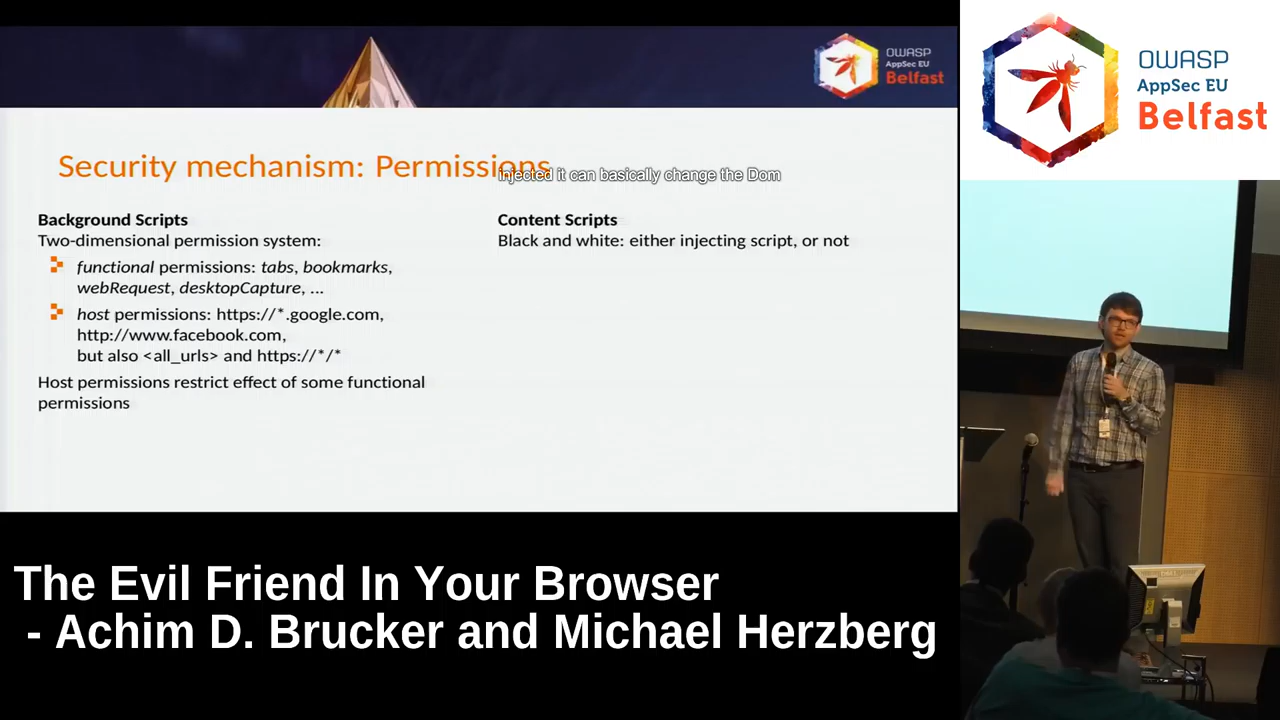 OWASP
AppSec EU
Belfast
OWASP
AppSec EU
Belfast
Security mechanism: Permissions
injected it can basically change the Dom
Background Scripts
Two-dimensional permission system:
functional permissions: tabs, bookmarks,
webRequest, desktopCapture, ...
host permissions: https://*.google.com,
http://www.facebook.com,
but also <all_urls> and https://*/*
Host permissions restrict effect of some functional
permissions
Content Scripts
Black and white: either injecting script, or not
The Evil Friend In Your Browser
- Achim D. Brucker and Michael Herzberg